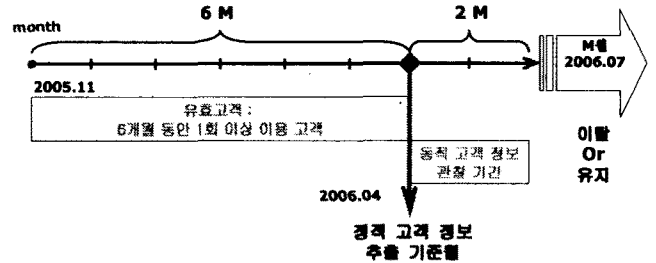 6 M
2 M
month
M월
2006.07
2005.11
유효고객 :
6개월 동안 1회 이상 이용 고객
이탈
Or
유지
동적 고객 정보
관찰 기간
2006.04
정적 고객 정보
추출 기준월